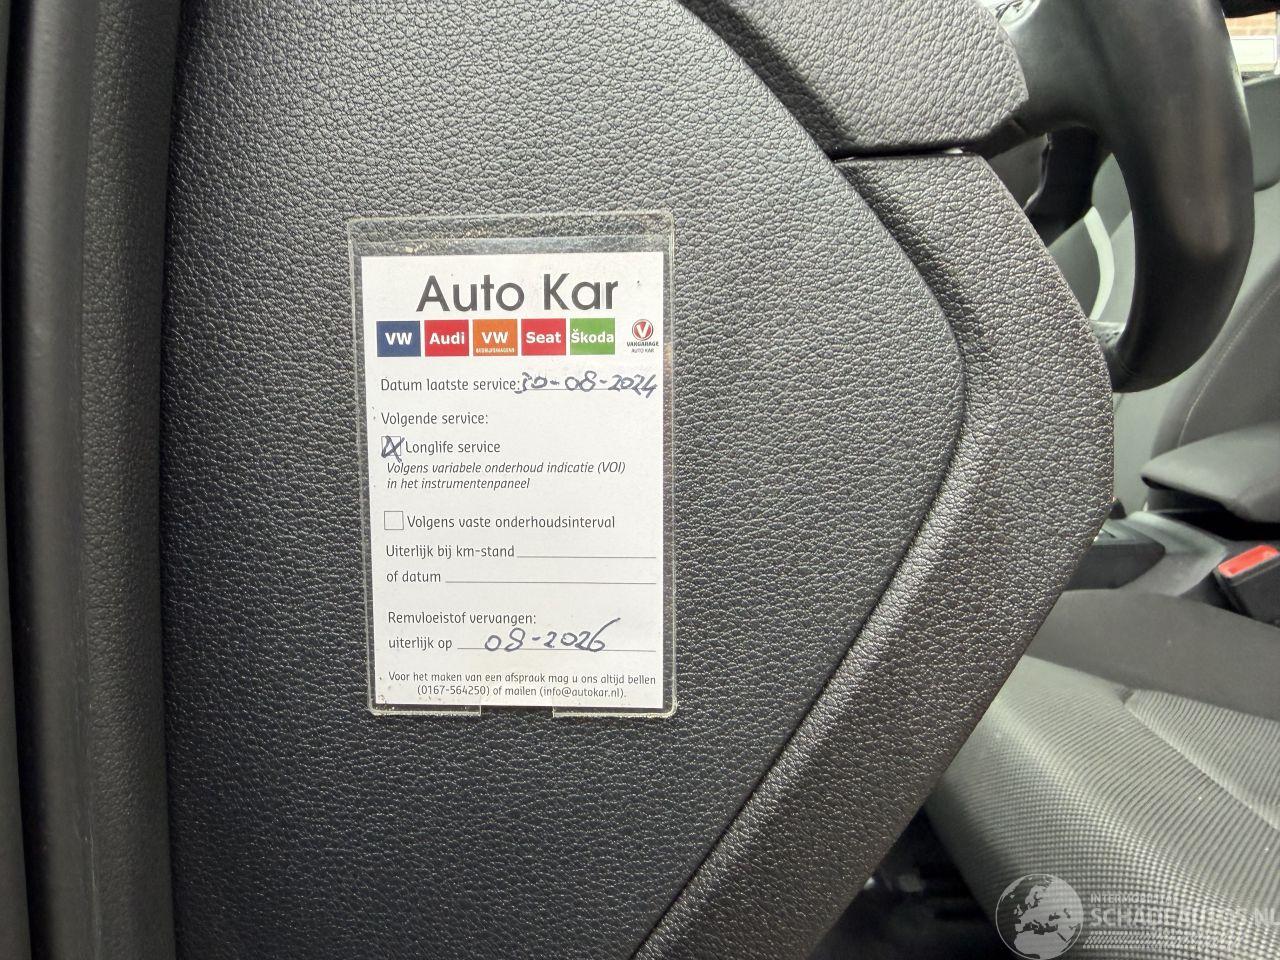 Auto Kar
VW Audi VW Seat Škoda V
BEDRIJFSWAGENS VAKGARAGE
AUTO KAR
Datum laatste service: 30-08-2024
Volgende service:
X Longlife service
Volgens variabele onderhoud indicatie (VOI)
in het instrumentenpaneel
Volgens vaste onderhoudsinterval
Uiterlijk bij km-stand
of datum
Remvloeistof vervangen:
uiterlijk op 08-2026
Voor het maken van een afspraak mag u ons altijd bellen
(0167-564250) of mailen (info@autokar.nl).
INTERMOBILITAS
SCHADEAUTOS.NL